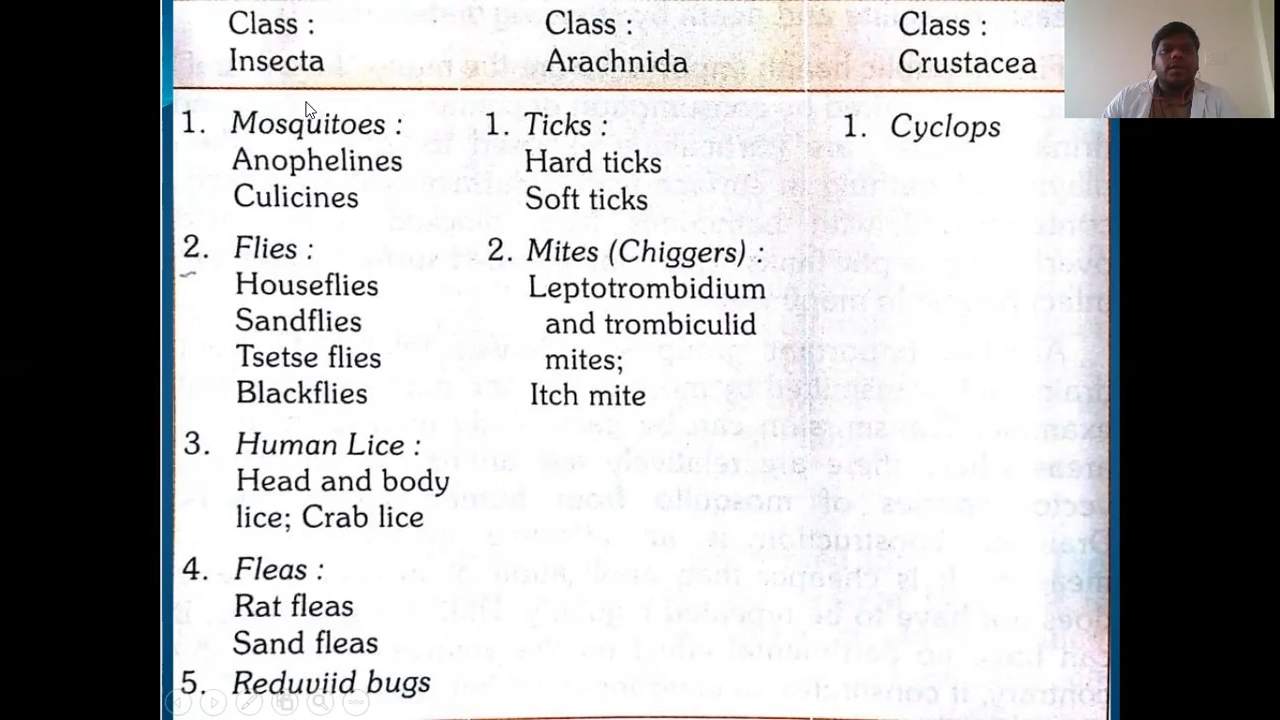 Class :
Insecta
1. Mosquitoes :
Anophelines
Culicines
2. Flies :
Houseflies
Sandflies
Tsetse flies
Blackflies
3. Human Lice :
Head and body
lice; Crab lice
4. Fleas :
Rat fleas
Sand fleas
5. Reduviid bugs
Class :
Arachnida
1. Ticks :
Hard ticks
Soft ticks
2. Mites (Chiggers) :
Leptotrombidium
and trombiculid
mites;
Itch mite
Class :
Crustacea
1. Cyclops